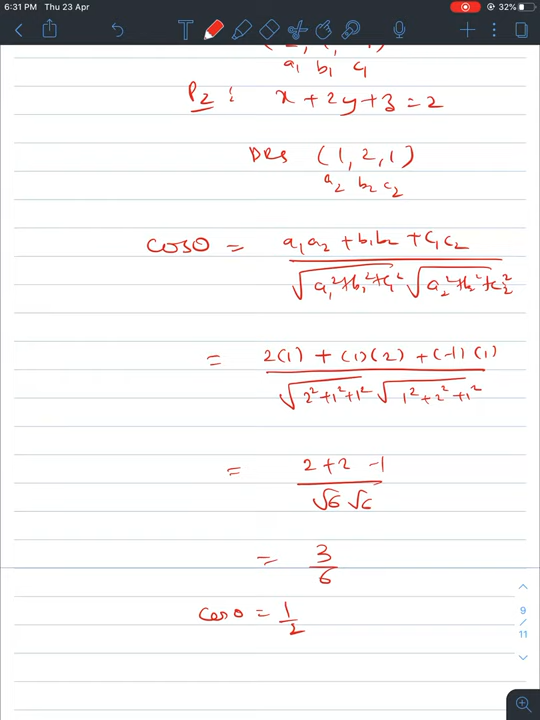 6:31 PM Thu 23 Apr 32%
a₁ b₁ c₁
P₂ : x + 2y + 3 = 2
DRs (1, 2, 1)
a₂ b₂ c₂
cosθ = a₁a₂ + b₁b₂ + c₁c₂
√a₁²+b₁²+c₁² √a₂²+b₂²+c₂²
= 2(1) + (1)(2) + (-1)(1)
√2²+1²+1² √1²+2²+1²
= 2+2-1
√6 √6
= 3
6
cosθ = 1
2
9
/
11